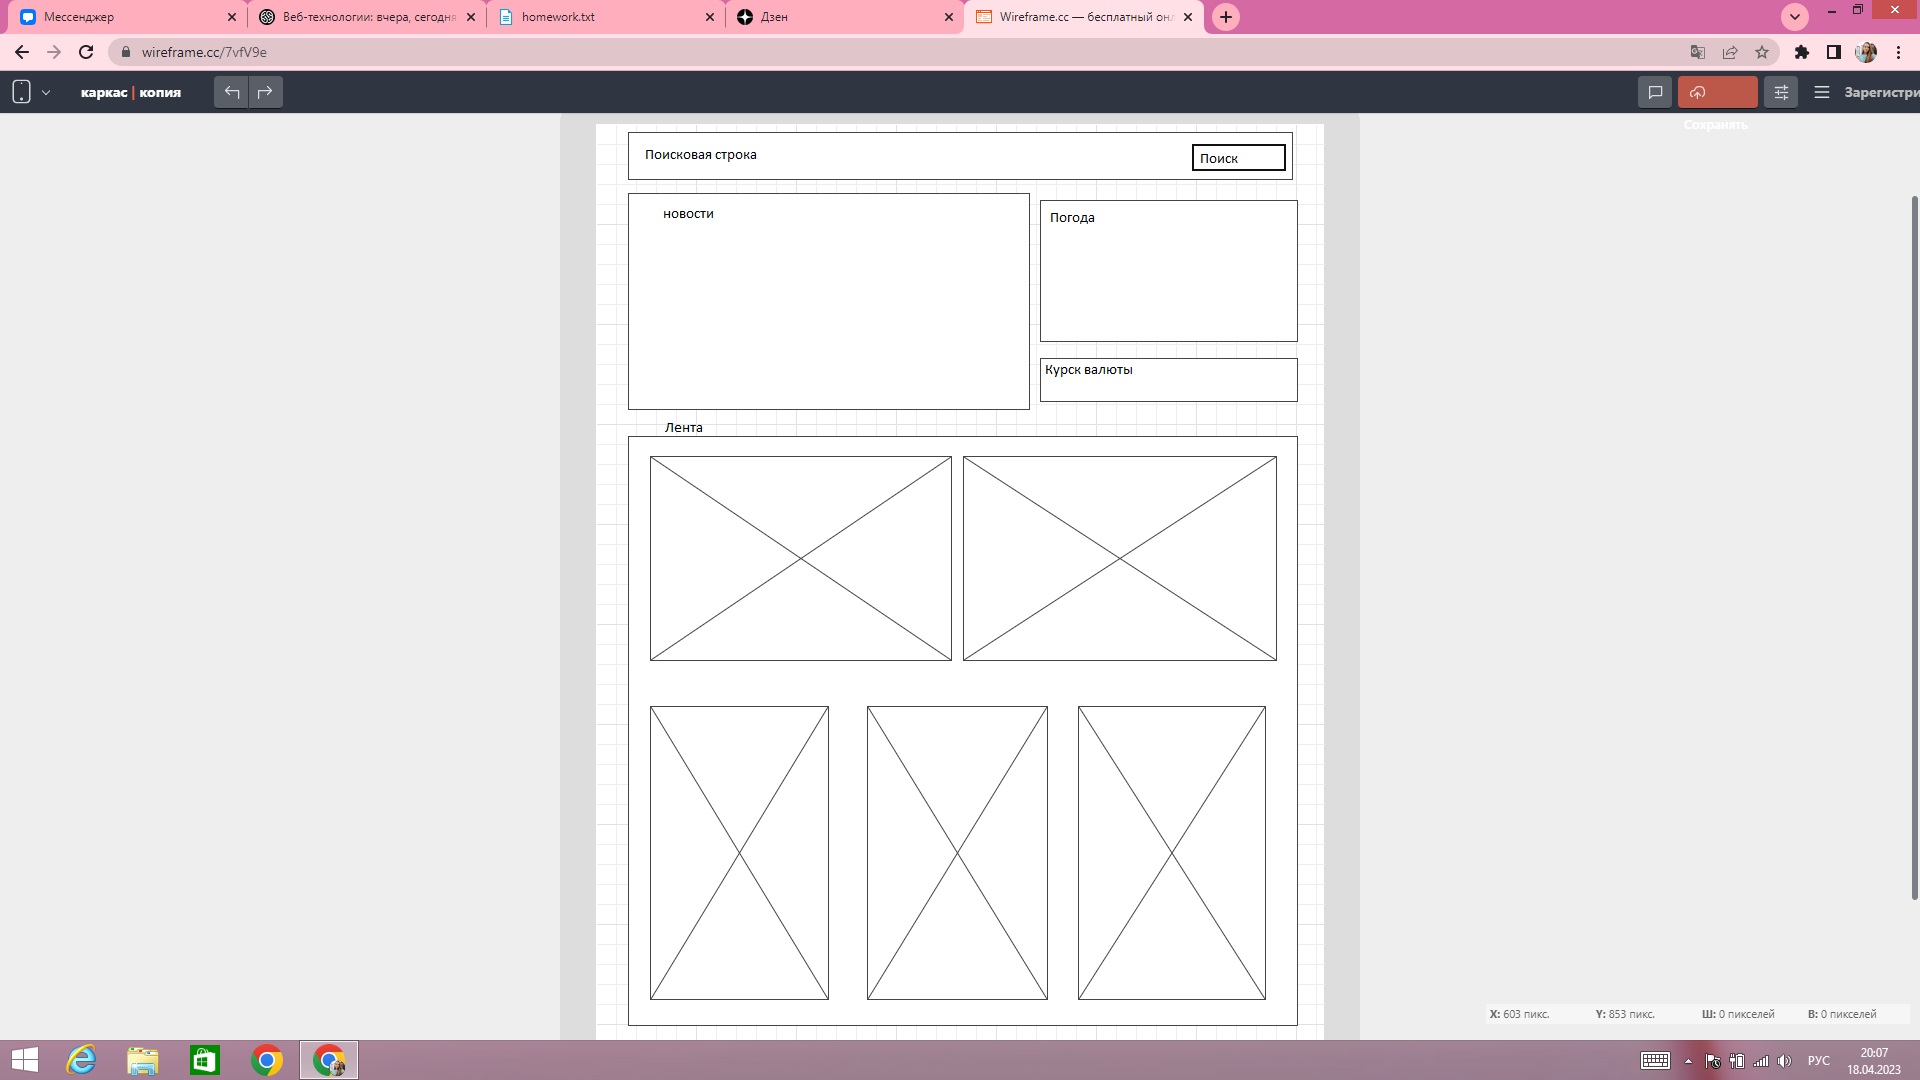 Мессенджер
Веб-технологии: вчера, сегодня
homework.txt
Дзен
Wireframe.cc — бесплатный онл
wireframe.cc/7vfV9e
каркас | копия
Зарегистри
Сохранять
Поисковая строка
Поиск
новости
Погода
Курск валюты
Лента
X: 603 пикс.
Y: 853 пикс.
Ш: 0 пикселей
В: 0 пикселей
РУС
20:07
18.04.2023